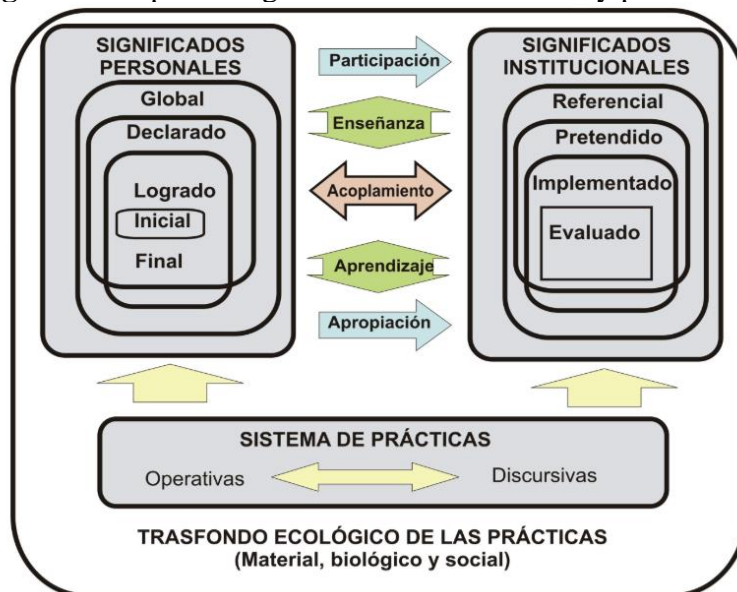 SIGNIFICADOS
PERSONALES
Global
Declarado
Logrado
Inicial
Final
Participación
Enseñanza
Acoplamiento
Aprendizaje
Apropiación
SIGNIFICADOS
INSTITUCIONALES
Referencial
Pretendido
Implementado
Evaluado
SISTEMA DE PRÁCTICAS
Operativas
Discursivas
TRASFONDO ECOLÓGICO DE LAS PRÁCTICAS
(Material, biológico y social)